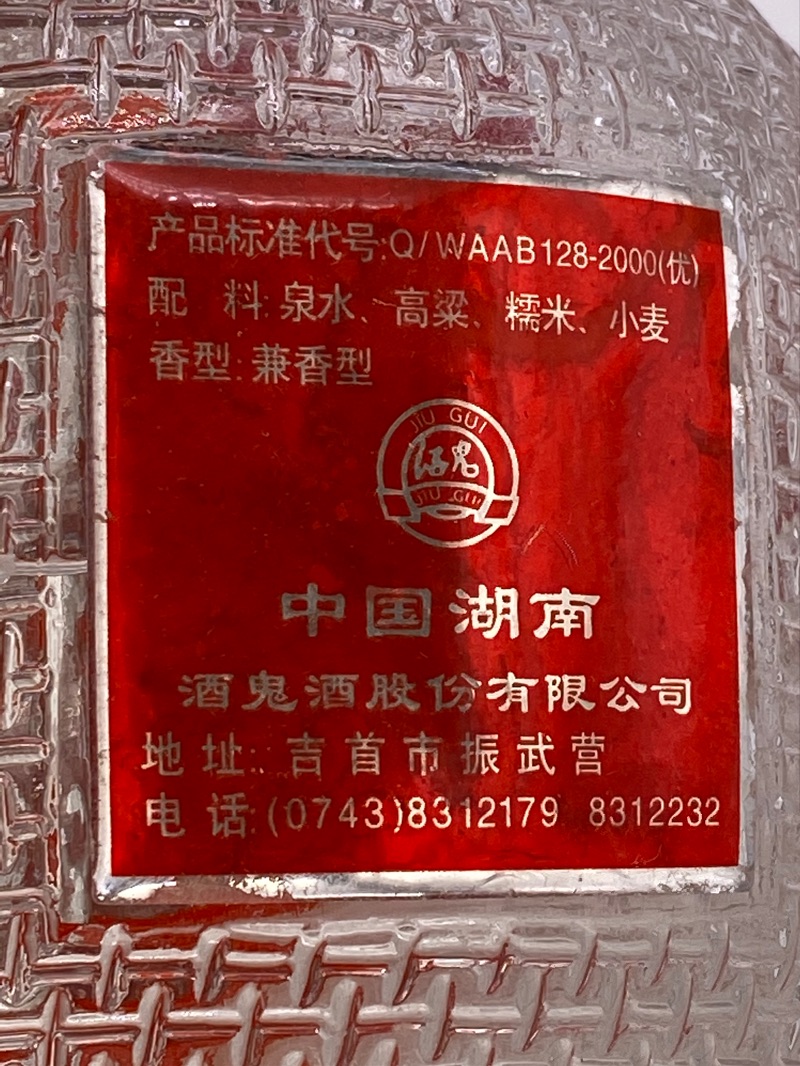 产品标准代号:Q/WAAB128-2000(优)
配 料:泉水、高粱、糯米、小麦
香型:兼香型
JIU GUI
酒鬼
JIU GUI
中国湖南
酒鬼酒股份有限公司
地 址:吉首市振武营
电 话:(0743)8312179 8312232